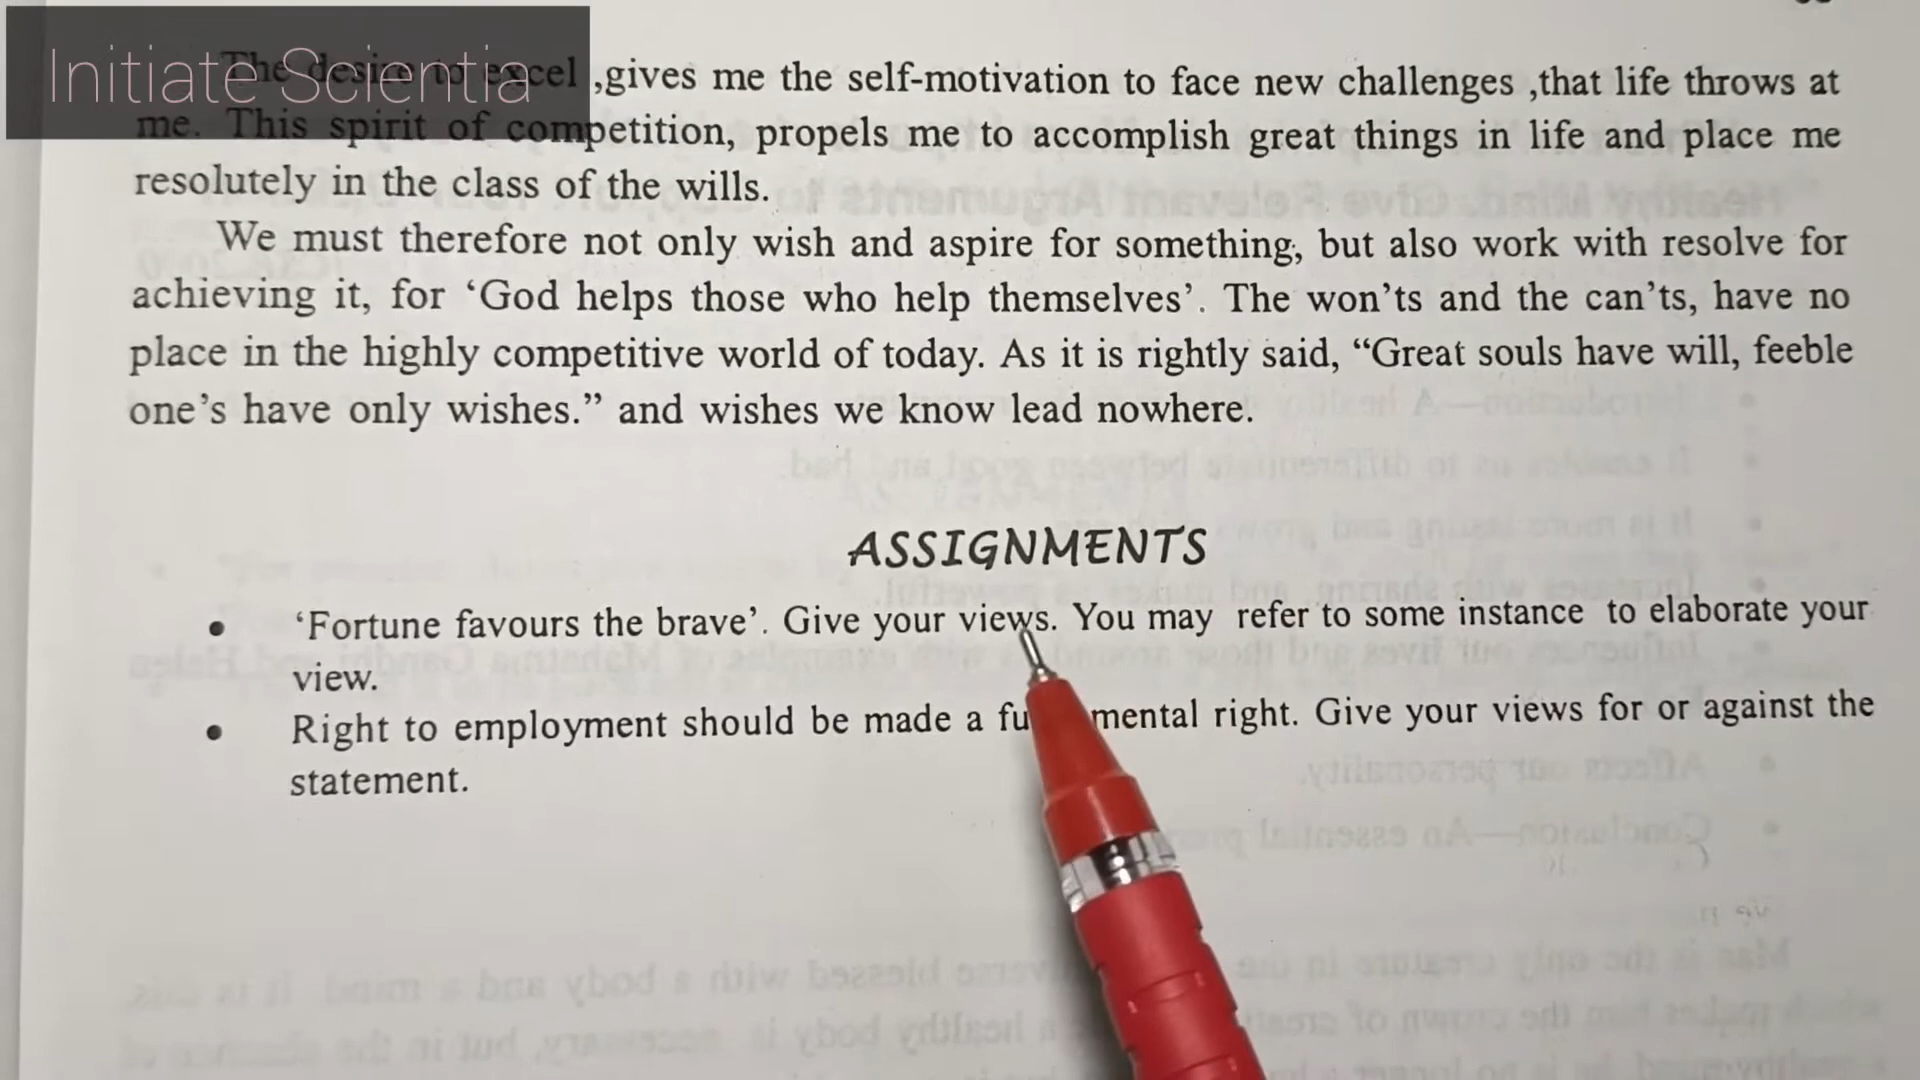 Initiate Scientia
The desire to excel ,gives me the self-motivation to face new challenges ,that life throws at
me. This spirit of competition, propels me to accomplish great things in life and place me
resolutely in the class of the wills.
We must therefore not only wish and aspire for something, but also work with resolve for
achieving it, for ‘God helps those who help themselves’. The won’ts and the can’ts, have no
place in the highly competitive world of today. As it is rightly said, “Great souls have will, feeble
one’s have only wishes.” and wishes we know lead nowhere.
ASSIGNMENTS
• ‘Fortune favours the brave’. Give your views. You may refer to some instance to elaborate your
view.
• Right to employment should be made a fu mental right. Give your views for or against the
statement.